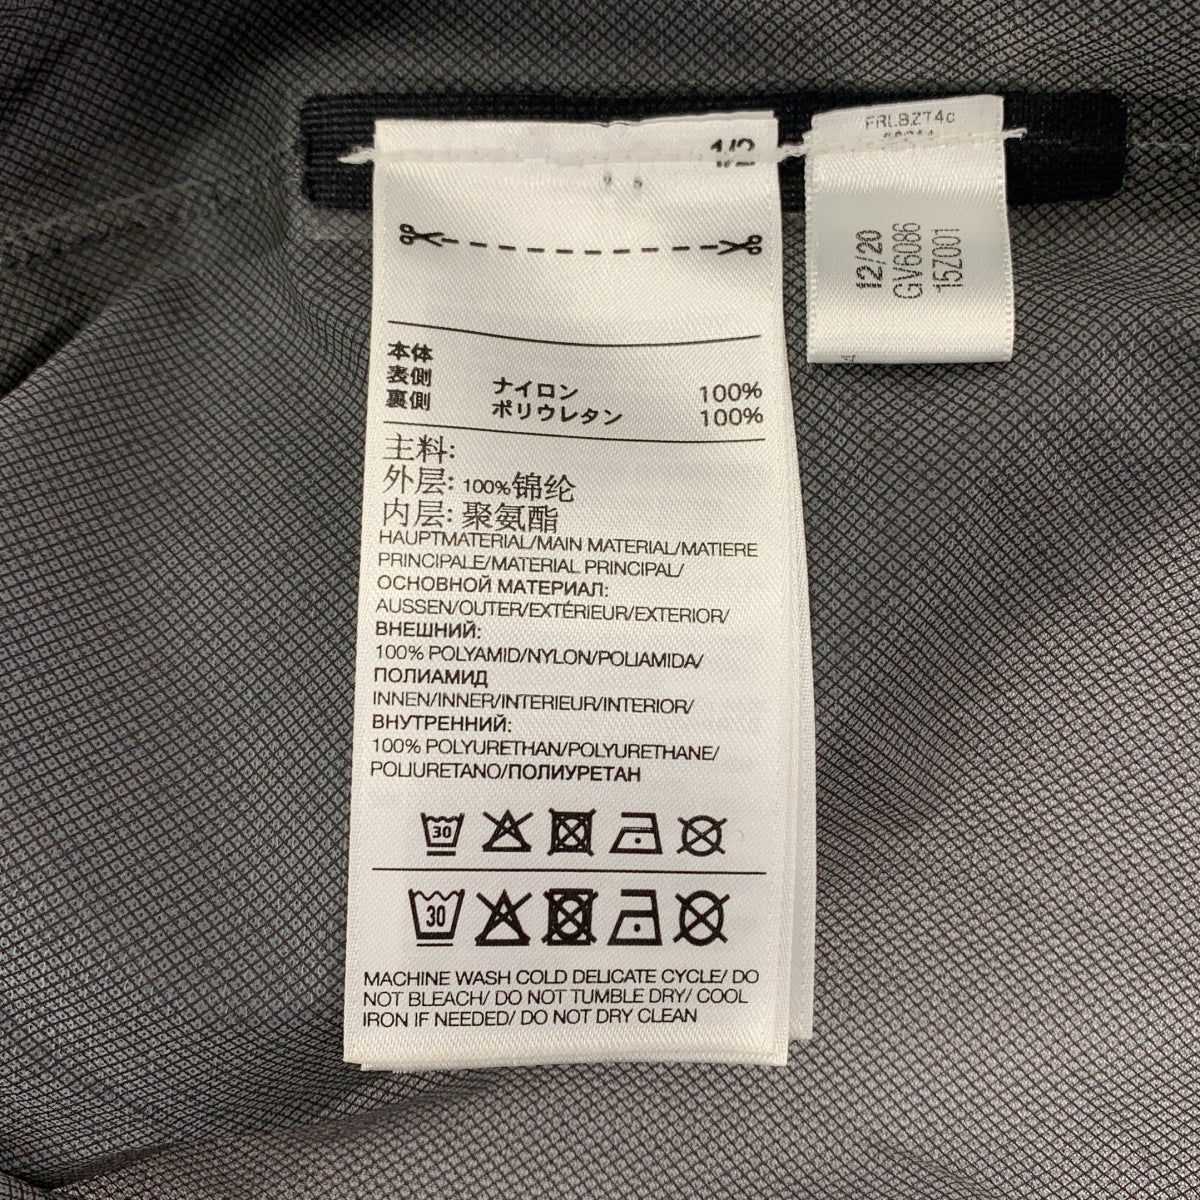 1/2
本体
表側 ナイロン 100%
裏側 ポリウレタン 100%
主料:
外层: 100%锦纶
内层: 聚氨酯
HAUPTMATERIAL/MAIN MATERIAL/MATIERE
PRINCIPALE/MATERIAL PRINCIPAL/
ОСНОВНОЙ МАТЕРИАЛ:
AUSSEN/OUTER/EXTÉRIEUR/EXTERIOR/
ВНЕШНИЙ:
100% POLYAMID/NYLON/POLIAMIDA/
ПОЛИАМИД
INNEN/INNER/INTERIEUR/INTERIOR/
ВНУТРЕННИЙ:
100% POLYURETHAN/POLYURETHANE/
POLIURETANO/ПОЛИУРЕТАН
30
30
MACHINE WASH COLD DELICATE CYCLE/ DO
NOT BLEACH/ DO NOT TUMBLE DRY/ COOL
IRON IF NEEDED/ DO NOT DRY CLEAN
FRLBZT4c
12/20
GV6086
15Z001